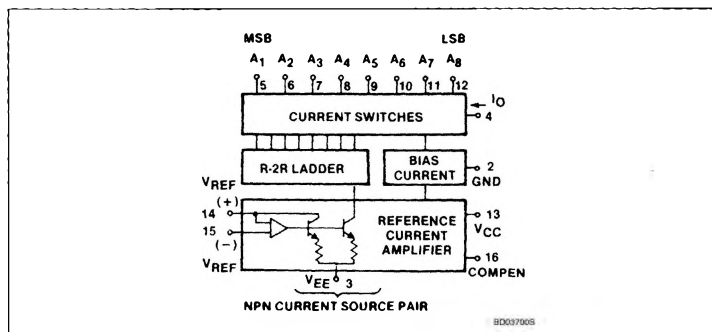 MSB LSB
A1 A2 A3 A4 A5 A6 A7 A8
5 6 7 8 9 10 11 12
IO
CURRENT SWITCHES
4
R-2R LADDER
BIAS
CURRENT
2
GND
VREF
(+)
14
15
(-)
VREF
REFERENCE
CURRENT
AMPLIFIER
13
VCC
16
COMPEN
VEE 3
NPN CURRENT SOURCE PAIR
BD03700S